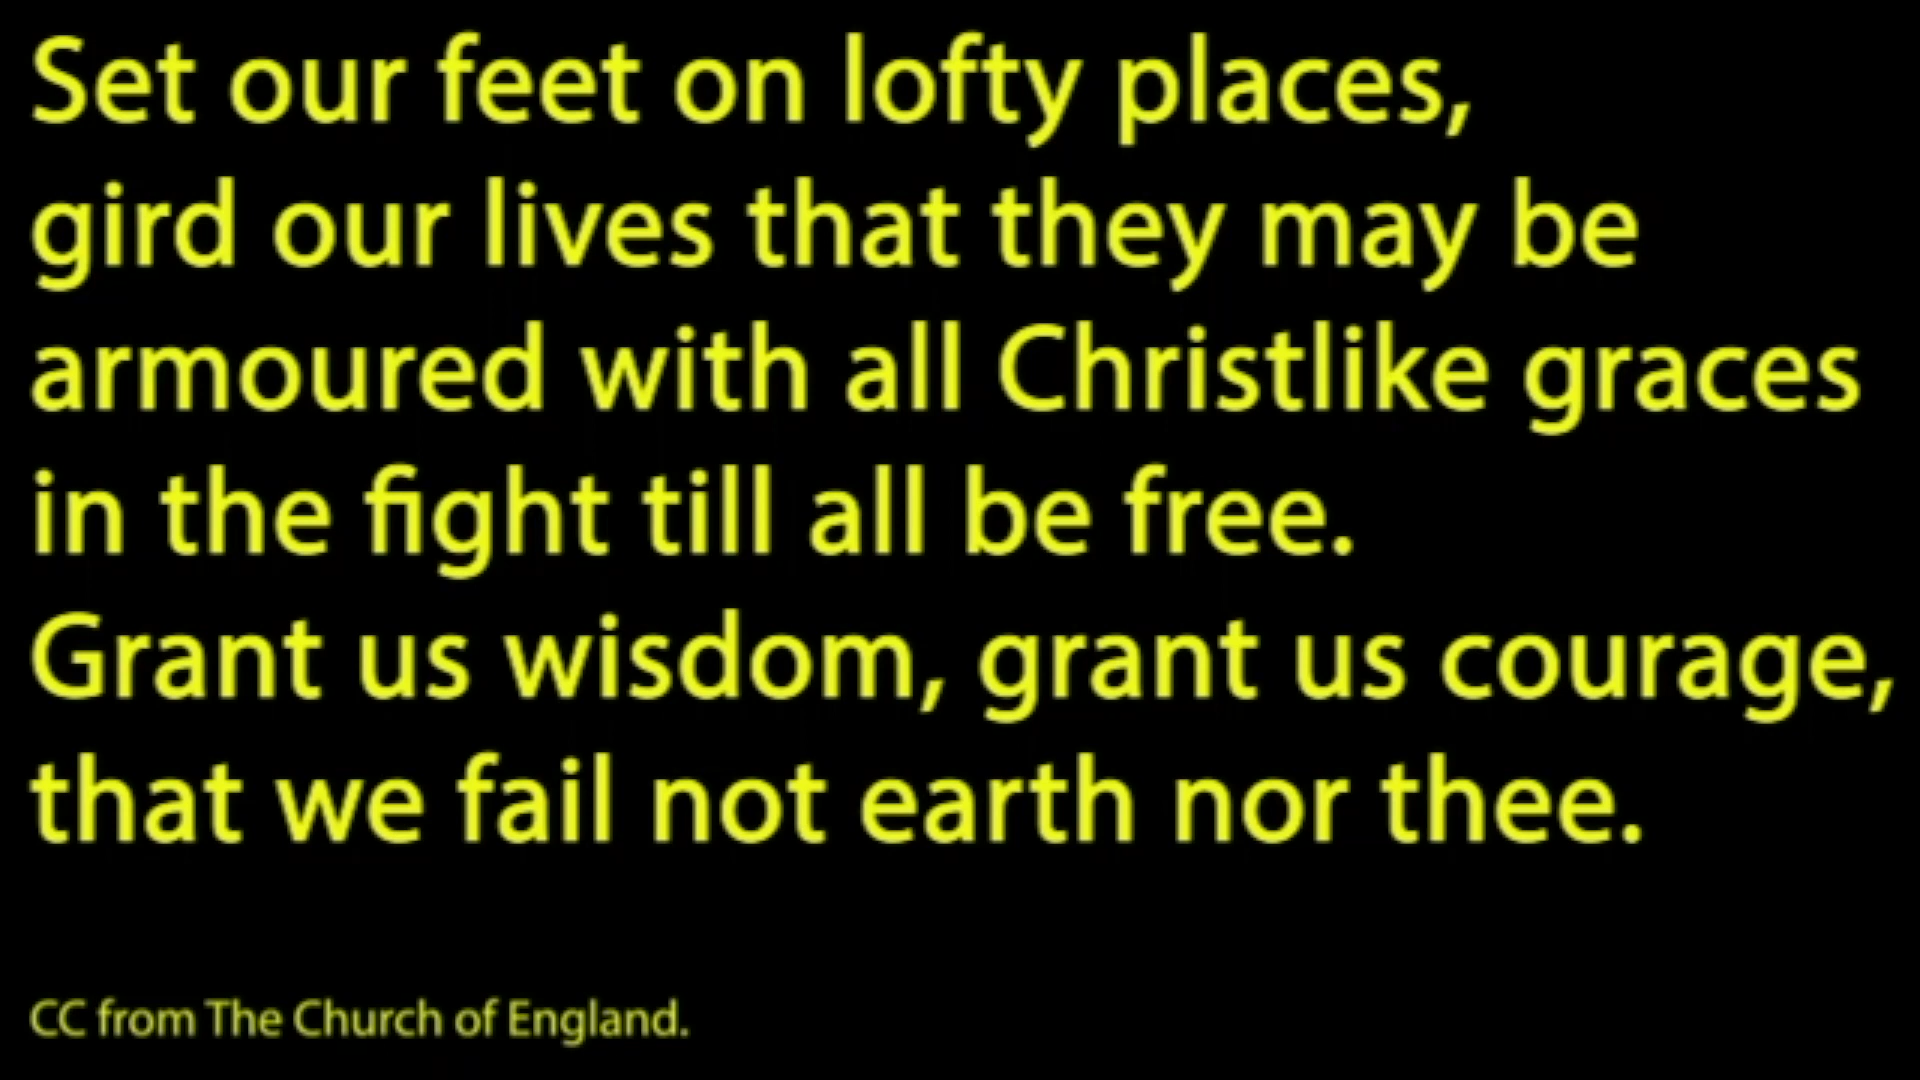 Set our feet on lofty places,
gird our lives that they may be
armoured with all Christlike graces
in the fight till all be free.
Grant us wisdom, grant us courage,
that we fail not earth nor thee.
CC from The Church of England.